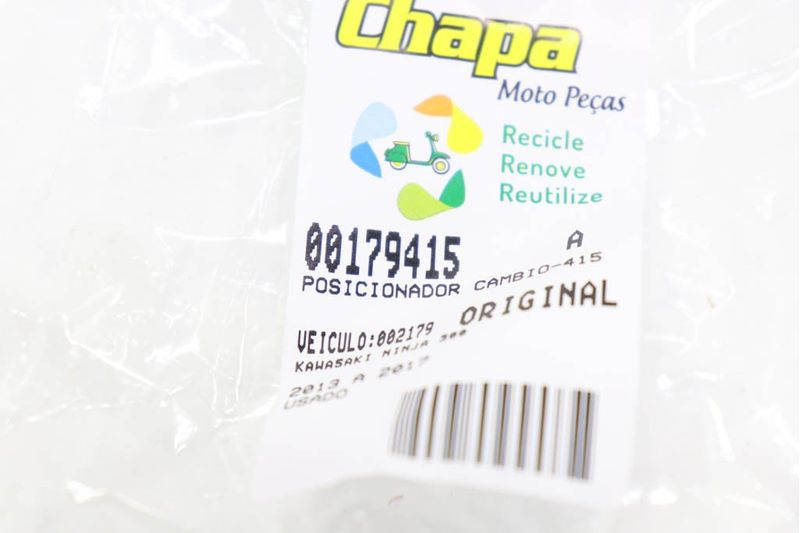 Chapa
Moto Peças
Recicle
Renove
Reutilize
00179415
A
POSICIONADOR CAMBIO-415
ORIGINAL
VEICULO:002179
KAWASAKI NINJA 300
2013 A 2017
USADO